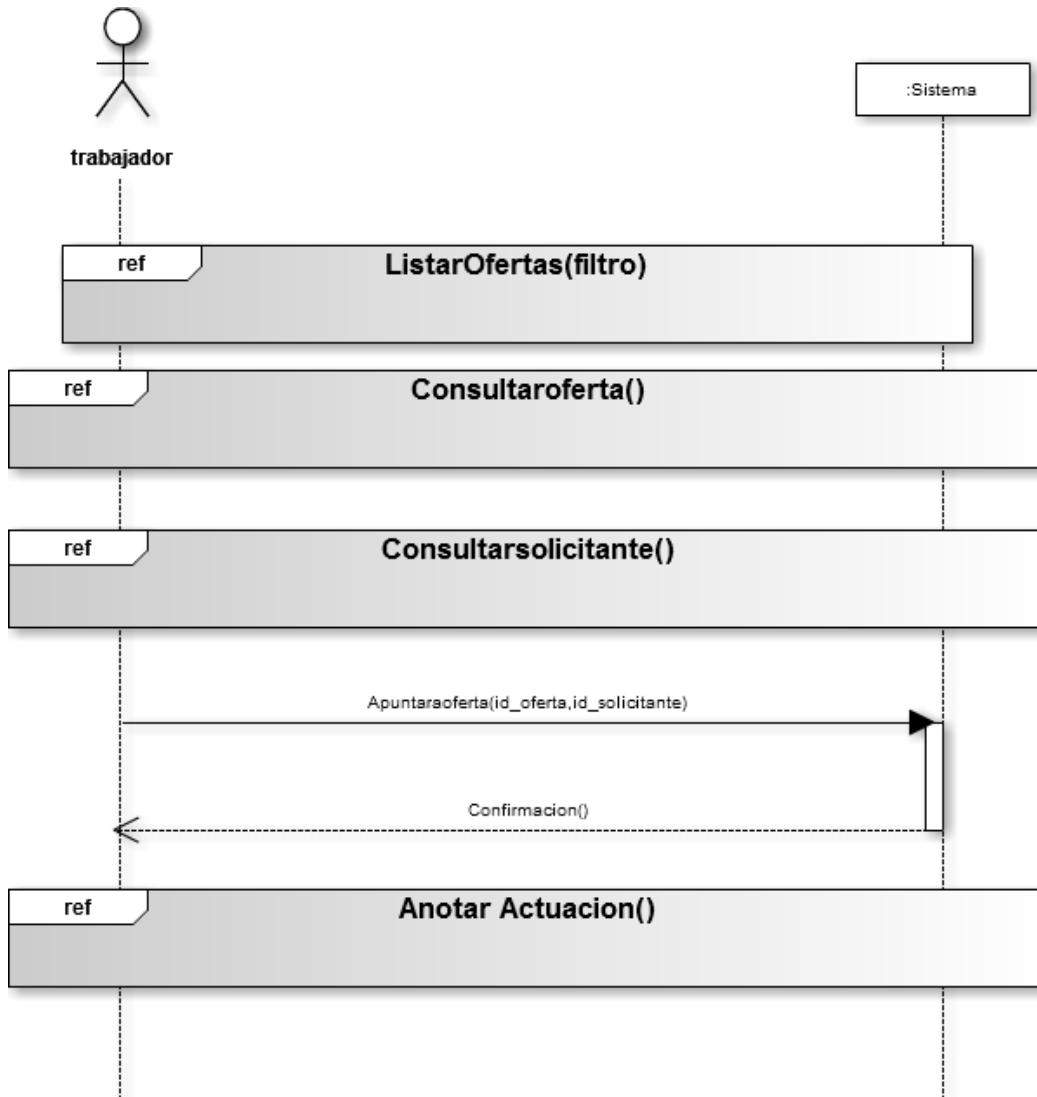 :Sistema
trabajador
ref
ListarOfertas(filtro)
ref
Consultaroferta()
ref
Consultarsolicitante()
Apuntaraoferta(id_oferta,id_solicitante)
Confirmacion()
ref
Anotar Actuacion()